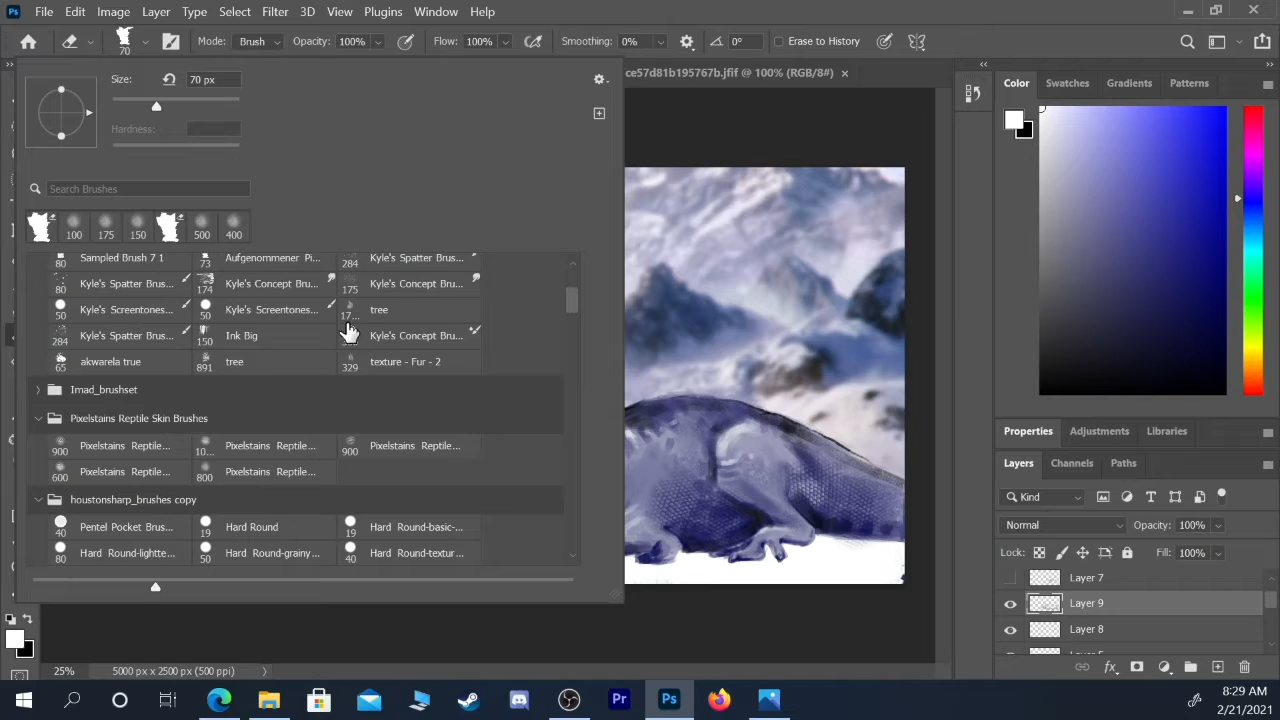 Ps File Edit Image Layer Type Select Filter 3D View Plugins Window Help
70 Mode: Brush Opacity: 100% Flow: 100% Smoothing: 0% 0° Erase to History
Size: 70 px
Hardness:
Search Brushes
100 175 150 500 400
80 Sampled Brush 7 1 73 Aufgenommener Pi... 284 Kyle's Spatter Brus...
80 Kyle's Spatter Brus... 174 Kyle's Concept Bru... 175 Kyle's Concept Bru...
50 Kyle's Screentones... 50 Kyle's Screentones... 17... tree
284 Kyle's Spatter Brus... 150 Ink Big Kyle's Concept Bru...
65 akwarela true 891 tree 329 texture - Fur - 2
Imad_brushset
Pixelstains Reptile Skin Brushes
900 Pixelstains Reptile... 10... Pixelstains Reptile... 900 Pixelstains Reptile...
600 Pixelstains Reptile... 800 Pixelstains Reptile...
houstonsharp_brushes copy
40 Pentel Pocket Brus... 19 Hard Round 19 Hard Round-basic-...
80 Hard Round-lightte... 50 Hard Round-grainy... 40 Hard Round-textur...
ce57d81b195767b.jfif @ 100% (RGB/8#) ×
Color Swatches Gradients Patterns
Properties Adjustments Libraries
Layers Channels Paths
Kind
Normal Opacity: 100%
Lock: Fill: 100%
Layer 7
Layer 9
Layer 8
25% 5000 px x 2500 px (500 ppi)
Pr Ps
8:29 AM
2/21/2021